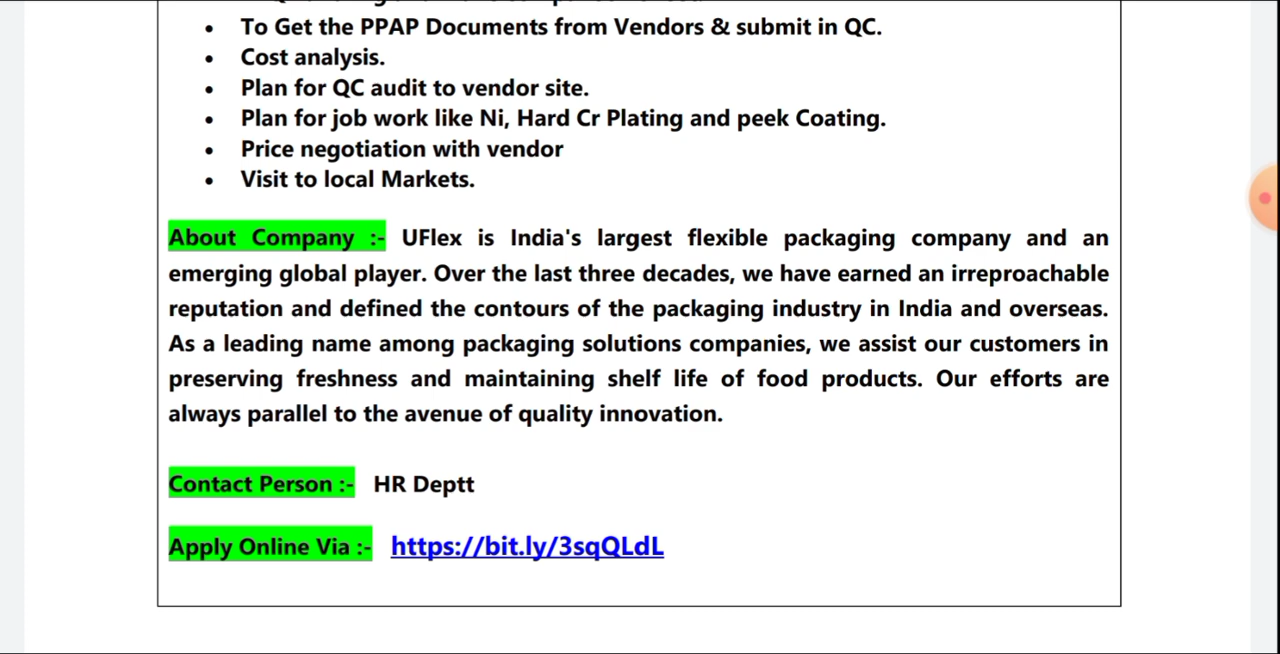 • To Get the PPAP Documents from Vendors & submit in QC.
• Cost analysis.
• Plan for QC audit to vendor site.
• Plan for job work like Ni, Hard Cr Plating and peek Coating.
• Price negotiation with vendor
• Visit to local Markets.
About Company :- UFlex is India's largest flexible packaging company and an
emerging global player. Over the last three decades, we have earned an irreproachable
reputation and defined the contours of the packaging industry in India and overseas.
As a leading name among packaging solutions companies, we assist our customers in
preserving freshness and maintaining shelf life of food products. Our efforts are
always parallel to the avenue of quality innovation.
Contact Person :- HR Deptt
Apply Online Via :- https://bit.ly/3sqQLdL